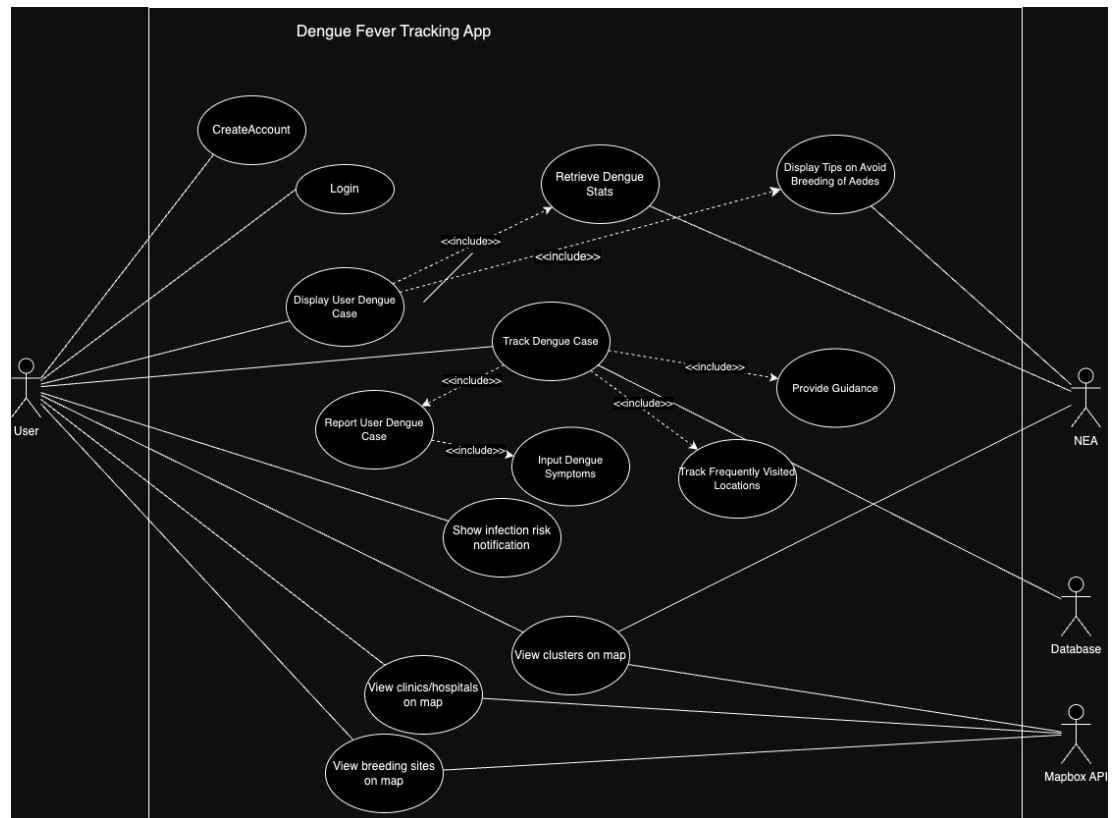 Dengue Fever Tracking App
CreateAccount
Login
Retrieve Dengue
Stats
Display Tips on Avoid
Breeding of Aedes
<<include>>
<<include>>
Display User Dengue
Case
Track Dengue Case
<<include>>
Provide Guidance
<<include>>
<<include>>
User
NEA
Report User Dengue
Case
<<include>>
Input Dengue
Symptoms
Track Frequently Visited
Locations
Show infection risk
notification
Database
View clusters on map
View clinics/hospitals
on map
View breeding sites
on map
Mapbox API